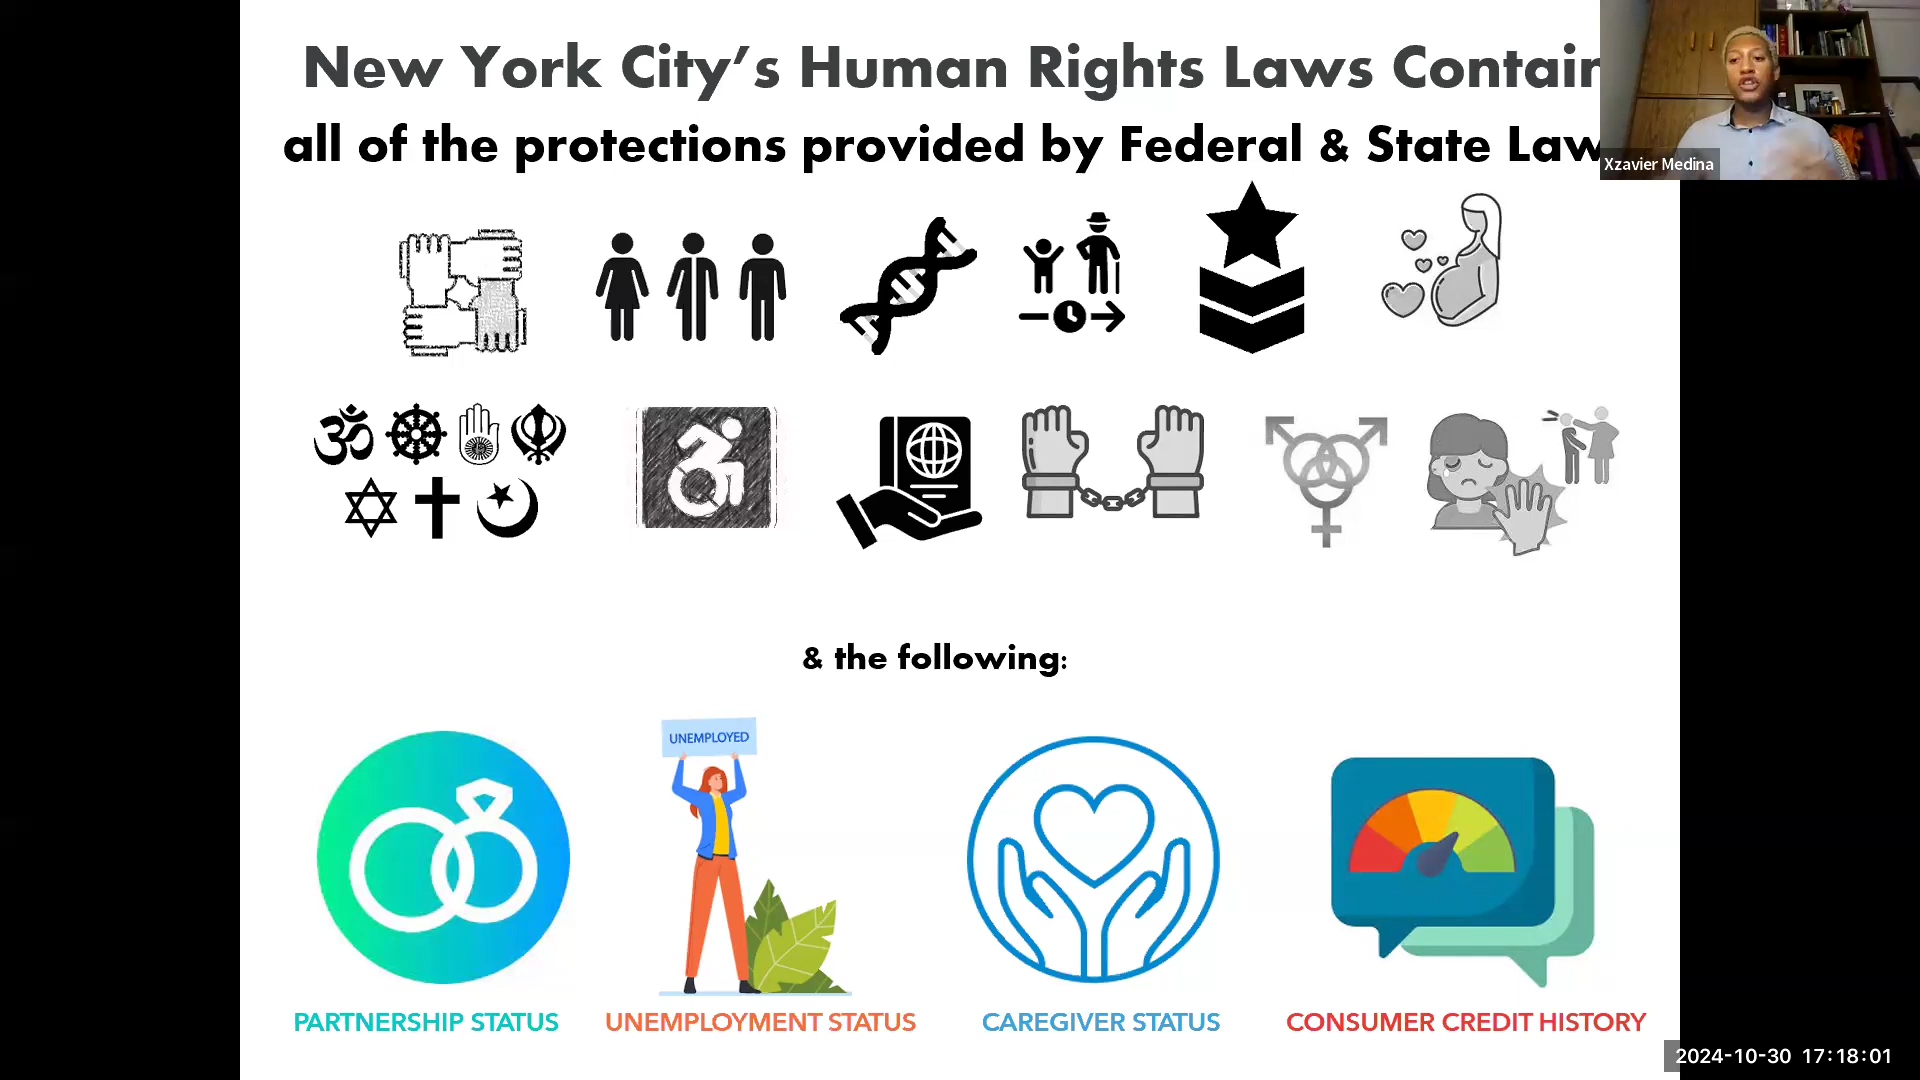 New York City’s Human Rights Laws Contain
all of the protections provided by Federal & State Law
Xzavier Medina
& the following:
UNEMPLOYED
PARTNERSHIP STATUS
UNEMPLOYMENT STATUS
CAREGIVER STATUS
CONSUMER CREDIT HISTORY
2024-10-30 17:18:01